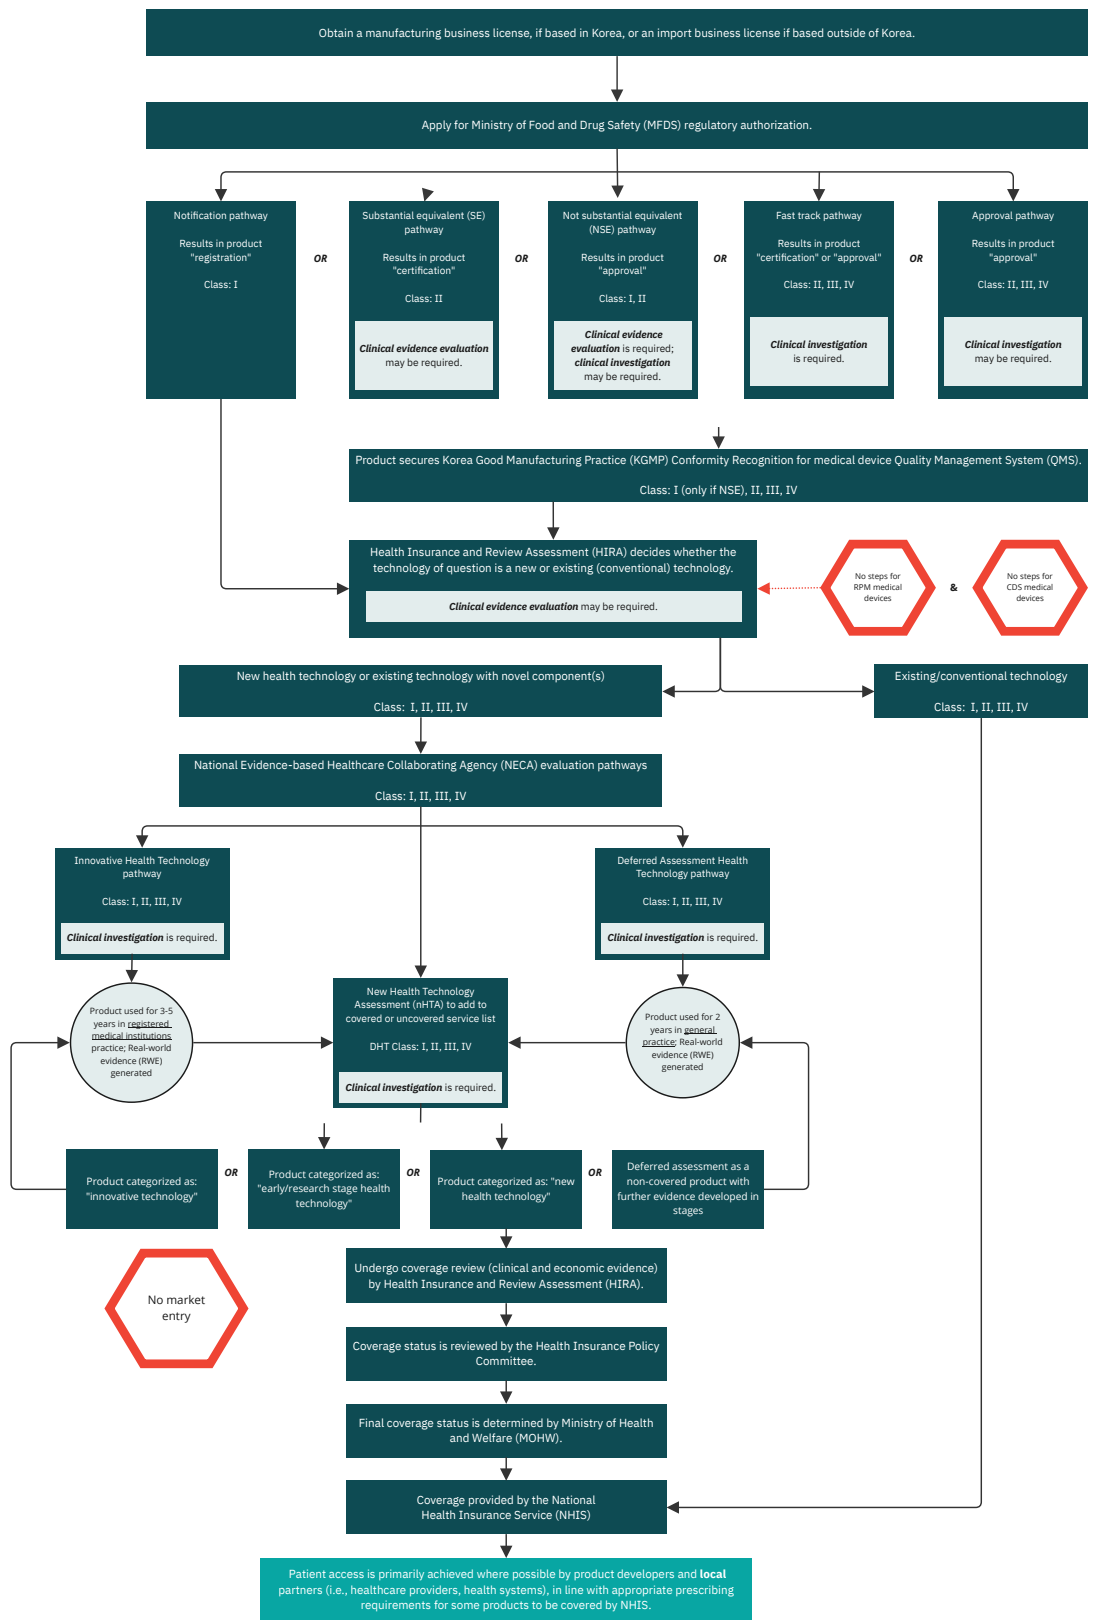 Obtain a manufacturing business license, if based in Korea, or an import business license if based outside of Korea.
Apply for Ministry of Food and Drug Safety (MFDS) regulatory authorization.
Notification pathway
Results in product
"registration"
Class: I
OR
Substantial equivalent (SE)
pathway
Results in product
"certification"
Class: II
Clinical evidence evaluation
may be required.
OR
Not substantial equivalent
(NSE) pathway
Results in product
"approval"
Class: I, II
Clinical evidence
evaluation is required;
clinical investigation
may be required.
OR
Fast track pathway
Results in product
"certification" or "approval"
Class: II, III, IV
Clinical investigation
is required.
OR
Approval pathway
Results in product
"approval"
Class: II, III, IV
Clinical investigation
may be required.
Product secures Korea Good Manufacturing Practice (KGMP) Conformity Recognition for medical device Quality Management System (QMS).
Class: I (only if NSE), II, III, IV
Health Insurance and Review Assessment (HIRA) decides whether the
technology of question is a new or existing (conventional) technology.
Clinical evidence evaluation may be required.
No steps for
RPM medical
devices
&
No steps for
CDS medical
devices
New health technology or existing technology with novel component(s)
Class: I, II, III, IV
Existing/conventional technology
Class: I, II, III, IV
National Evidence-based Healthcare Collaborating Agency (NECA) evaluation pathways
Class: I, II, III, IV
Innovative Health Technology
pathway
Class: I, II, III, IV
Clinical investigation is required.
Deferred Assessment Health
Technology pathway
Class: I, II, III, IV
Clinical investigation is required.
Product used for 3-5
years in registered
medical institutions
practice; Real-world
evidence (RWE)
generated
New Health Technology
Assessment (nHTA) to add to
covered or uncovered service list
DHT Class: I, II, III, IV
Clinical investigation is required.
Product used for 2
years in general
practice; Real-world
evidence (RWE)
generated
Product categorized as:
"innovative technology"
OR
Product categorized as:
"early/research stage health
technology"
OR
Product categorized as: "new
health technology"
OR
Deferred assessment as a
non-covered product with
further evidence developed in
stages
No market
entry
Undergo coverage review (clinical and economic evidence)
by Health Insurance and Review Assessment (HIRA).
Coverage status is reviewed by the Health Insurance Policy
Committee.
Final coverage status is determined by Ministry of Health
and Welfare (MOHW).
Coverage provided by the National
Health Insurance Service (NHIS)
Patient access is primarily achieved where possible by product developers and local
partners (i.e., healthcare providers, health systems), in line with appropriate prescribing
requirements for some products to be covered by NHIS.